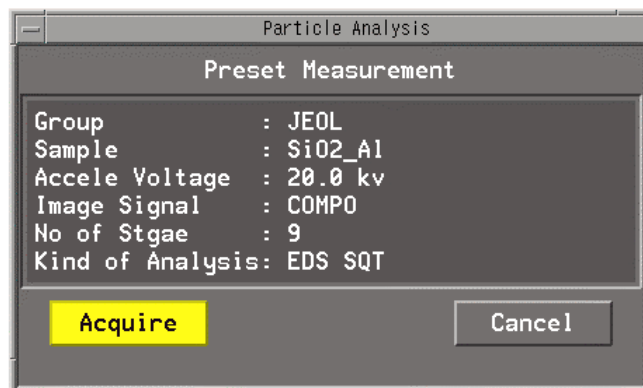 Particle Analysis
Preset Measurement
Group : JEOL
Sample : SiO2_Al
Accele Voltage : 20.0 kv
Image Signal : COMPO
No of Stgae : 9
Kind of Analysis: EDS SQT
Acquire Cancel